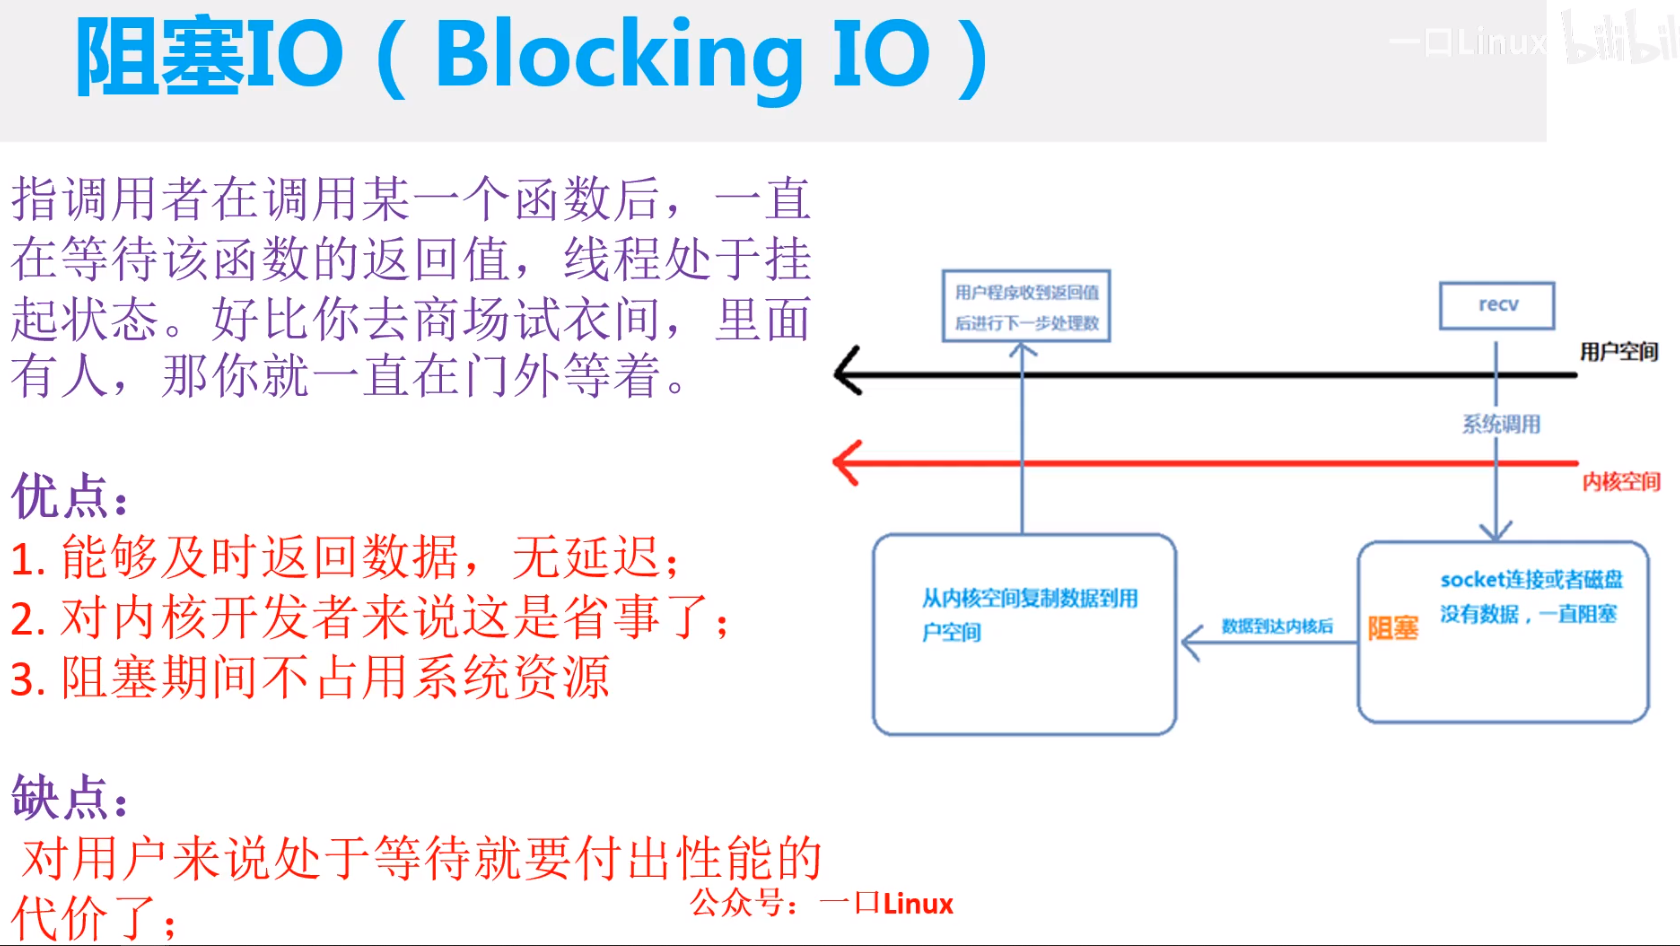 阻塞IO（Blocking IO）
一口Linux
bilibili
指调用者在调用某一个函数后，一直
在等待该函数的返回值，线程处于挂
起状态。好比你去商场试衣间，里面
有人，那你就一直在门外等着。
优点：
1. 能够及时返回数据，无延迟；
2. 对内核开发者来说这是省事了；
3. 阻塞期间不占用系统资源
缺点：
对用户来说处于等待就要付出性能的
代价了；
用户程序收到返回值
后进行下一步处理数
recv
用户空间
系统调用
内核空间
从内核空间复制数据到用
户空间
数据到达内核后
阻塞
socket连接或者磁盘
没有数据，一直阻塞
公众号：一口Linux